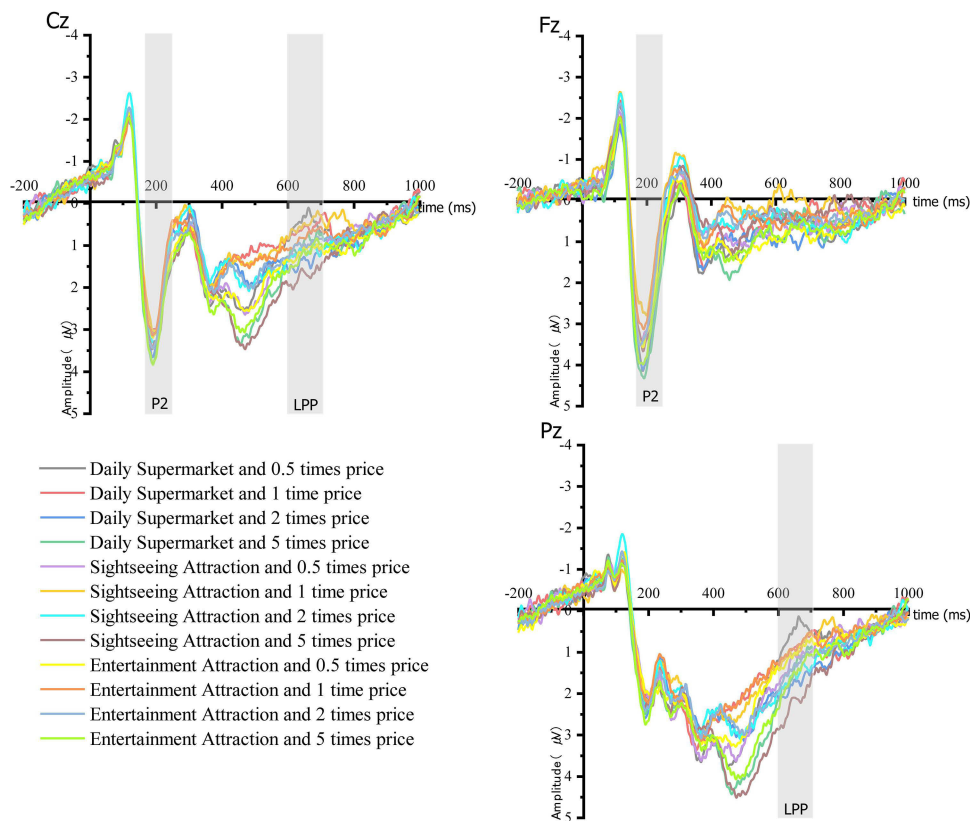 Cz
-4
-3
-2
-1
0
1
2
3
4
5
-200
200
400
600
800
1000
time (ms)
Amplitude( μV)
P2
LPP
Fz
-4
-3
-2
-1
0
1
2
3
4
5
-200
200
400
600
800
1000
time (ms)
Amplitude( μV)
P2
Daily Supermarket and 0.5 times price
Daily Supermarket and 1 time price
Daily Supermarket and 2 times price
Daily Supermarket and 5 times price
Sightseeing Attraction and 0.5 times price
Sightseeing Attraction and 1 time price
Sightseeing Attraction and 2 times price
Sightseeing Attraction and 5 times price
Entertainment Attraction and 0.5 times price
Entertainment Attraction and 1 time price
Entertainment Attraction and 2 times price
Entertainment Attraction and 5 times price
Pz
-4
-3
-2
-1
0
1
2
3
4
5
-200
200
400
600
800
1000
time (ms)
Amplitude( μV)
LPP